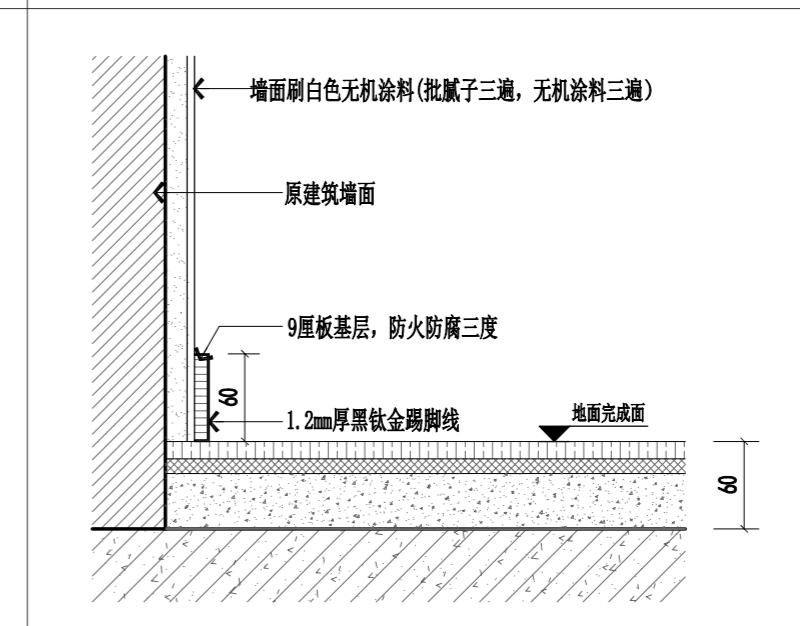 墙面刷白色无机涂料(批腻子三遍，无机涂料三遍)
原建筑墙面
9厘板基层，防火防腐三度
60
1.2mm厚黑钛金踢脚线
地面完成面
60